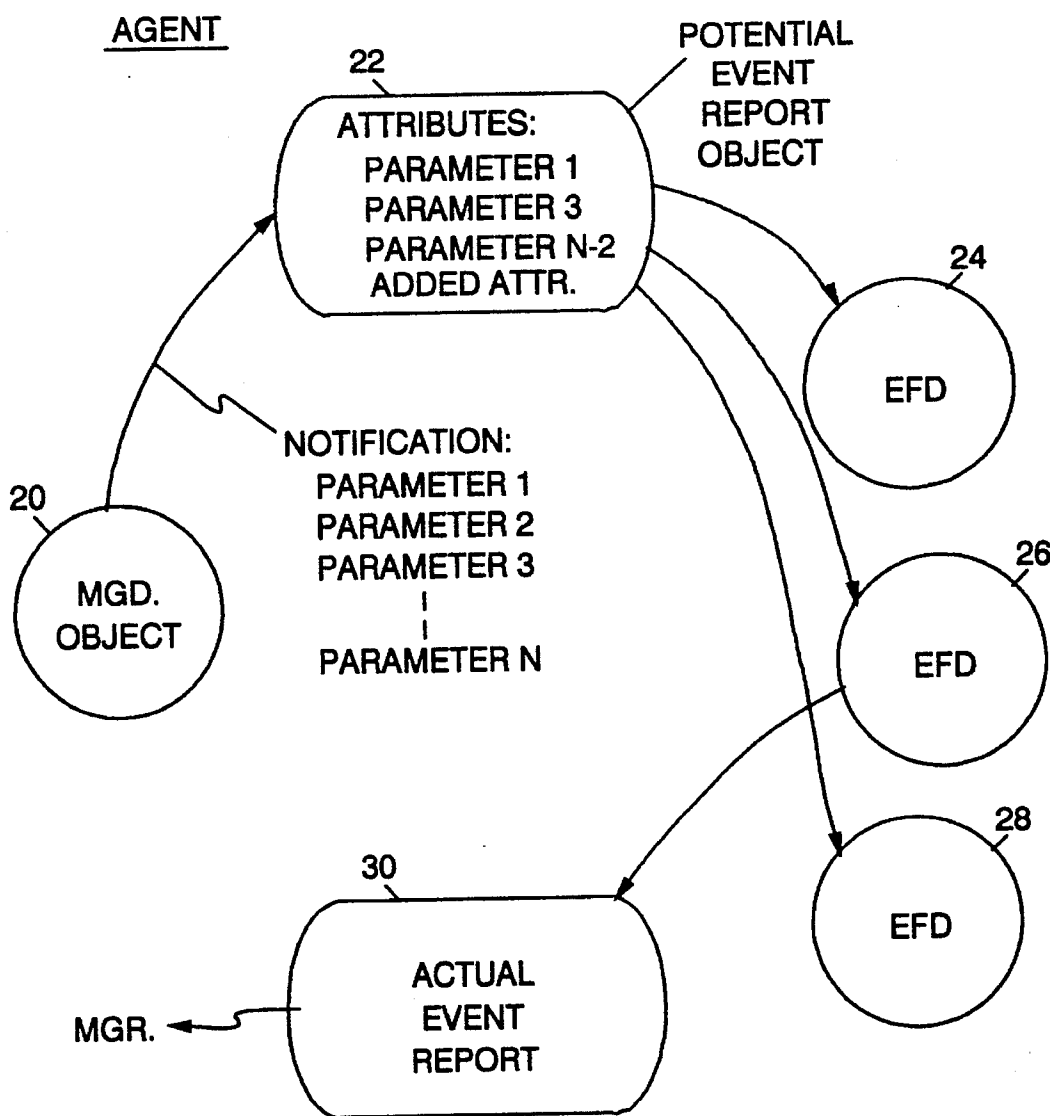 AGENT
POTENTIAL
EVENT
REPORT
OBJECT
22
ATTRIBUTES:
PARAMETER 1
PARAMETER 3
PARAMETER N-2
ADDED ATTR.
24
EFD
NOTIFICATION:
PARAMETER 1
PARAMETER 2
PARAMETER 3
PARAMETER N
20
MGD.
OBJECT
26
EFD
28
EFD
30
ACTUAL
EVENT
REPORT
MGR.